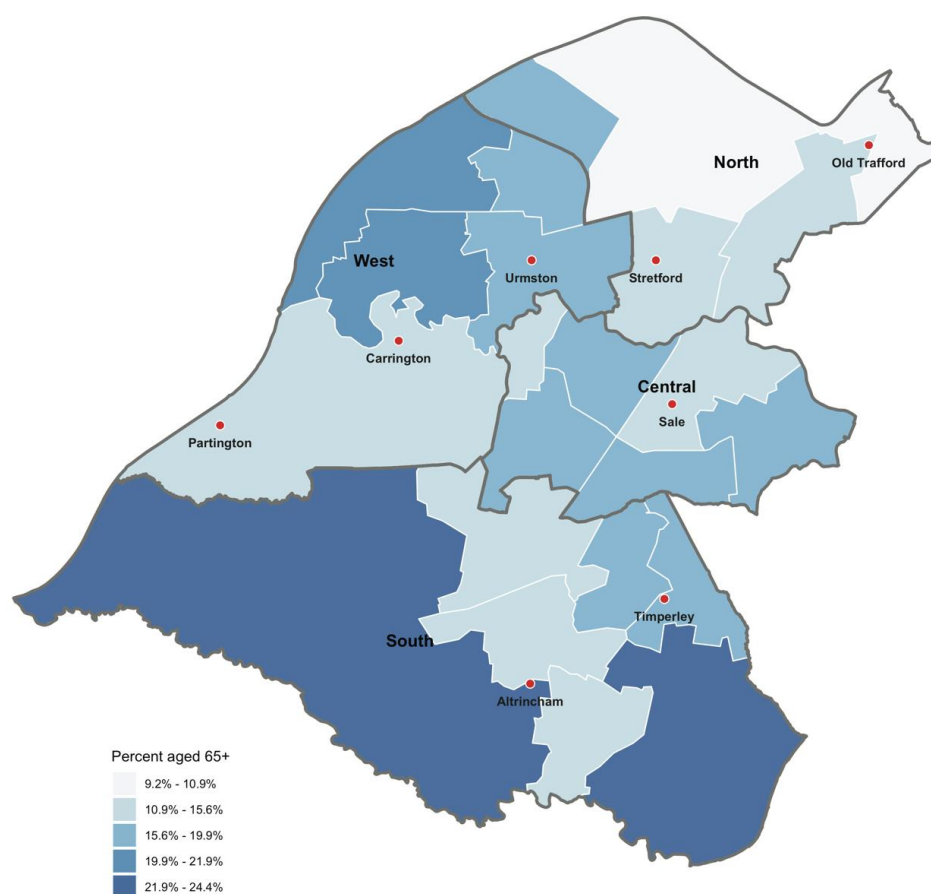 North
Old Trafford
West
Urmston
Stretford
Carrington
Central
Sale
Partington
Timperley
South
Altrincham
Percent aged 65+
9.2% - 10.9%
10.9% - 15.6%
15.6% - 19.9%
19.9% - 21.9%
21.9% - 24.4%